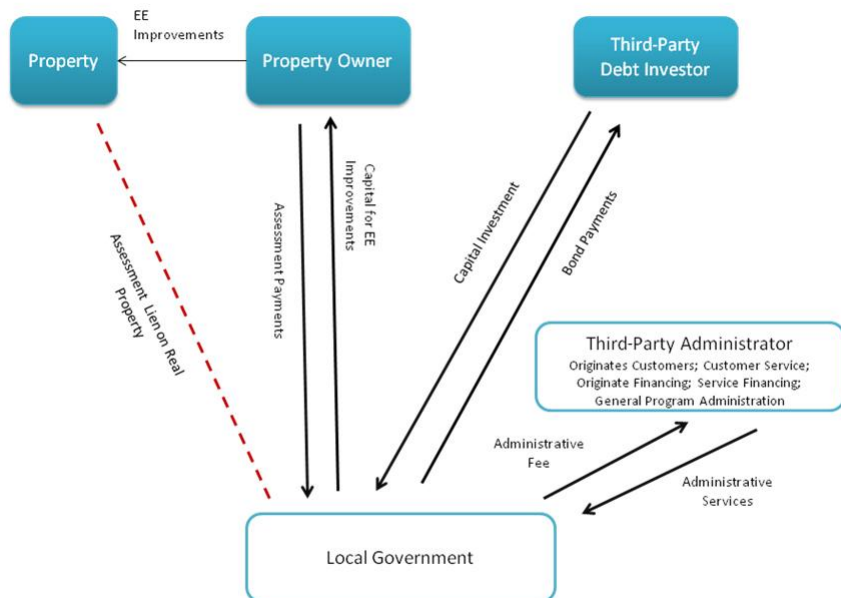 EE
Improvements
Property
Property Owner
Third-Party
Debt Investor
Assessment Lien on Real
Property
Assessment Payments
Capital for EE
Improvements
Capital Investment
Bond Payments
Third-Party Administrator
Originates Customers; Customer Service;
Originate Financing; Service Financing;
General Program Administration
Administrative
Fee
Administrative
Services
Local Government